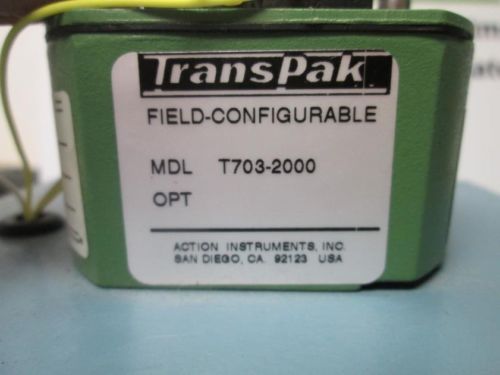 TransPak
FIELD-CONFIGURABLE
MDL T703-2000
OPT
ACTION INSTRUMENTS, INC.
SAN DIEGO, CA. 92123 USA